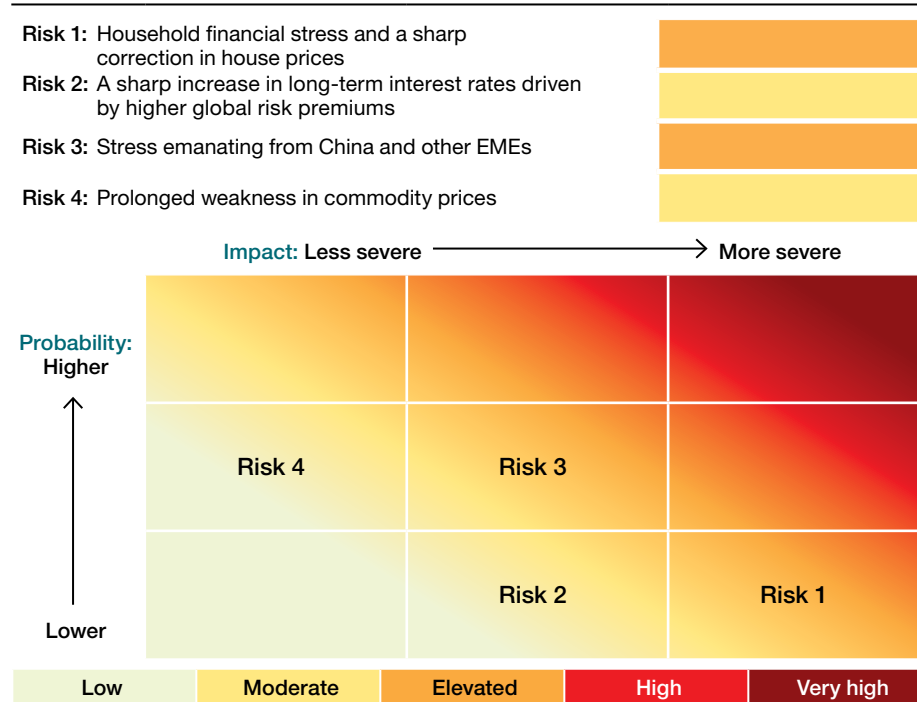 Risk 1: Household financial stress and a sharp
correction in house prices
Risk 2: A sharp increase in long-term interest rates driven
by higher global risk premiums
Risk 3: Stress emanating from China and other EMEs
Risk 4: Prolonged weakness in commodity prices
Impact: Less severe More severe
Probability:
Higher
Risk 4 Risk 3
Risk 2 Risk 1
Lower
Low Moderate Elevated High Very high